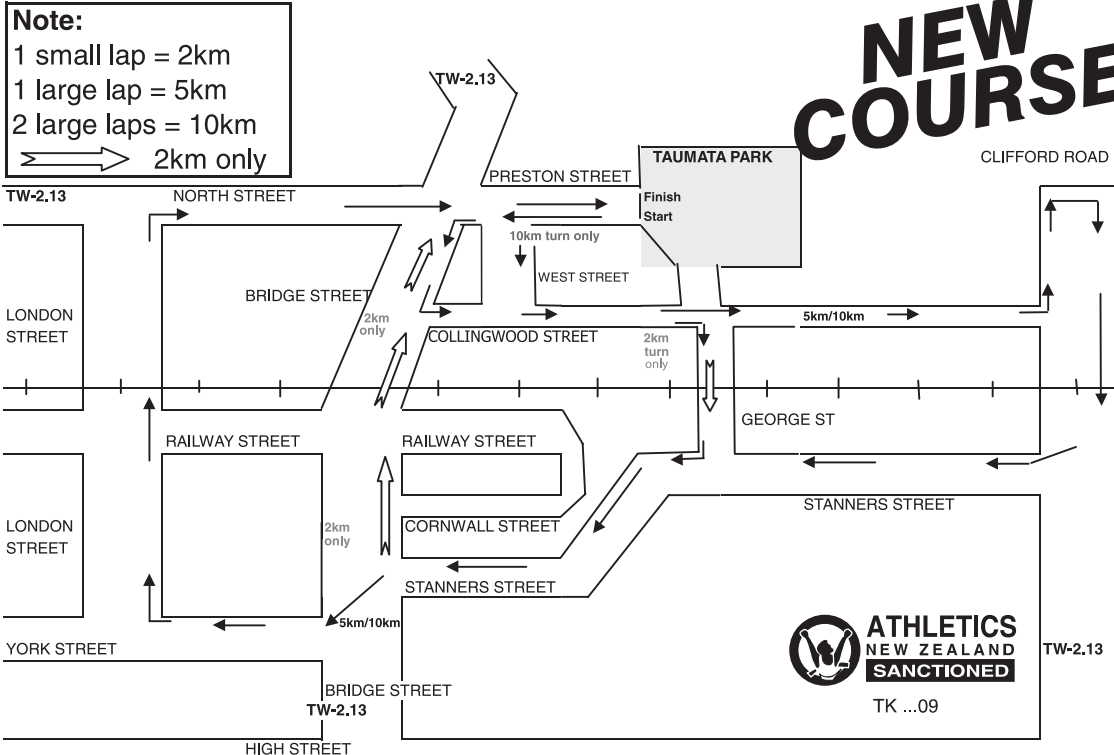 Note:
1 small lap = 2km
1 large lap = 5km
2 large laps = 10km
2km only
NEW
COURSE
TW-2.13
TAUMATA PARK
CLIFFORD ROAD
PRESTON STREET
TW-2.13
NORTH STREET
Finish
Start
10km turn only
WEST STREET
BRIDGE STREET
LONDON
STREET
2km
only
COLLINGWOOD STREET
5km/10km
2km
turn
only
GEORGE ST
RAILWAY STREET
RAILWAY STREET
STANNERS STREET
LONDON
STREET
2km
only
CORNWALL STREET
STANNERS STREET
5km/10km
YORK STREET
ATHLETICS
NEW ZEALAND
SANCTIONED
TK ...09
TW-2.13
BRIDGE STREET
TW-2.13
HIGH STREET